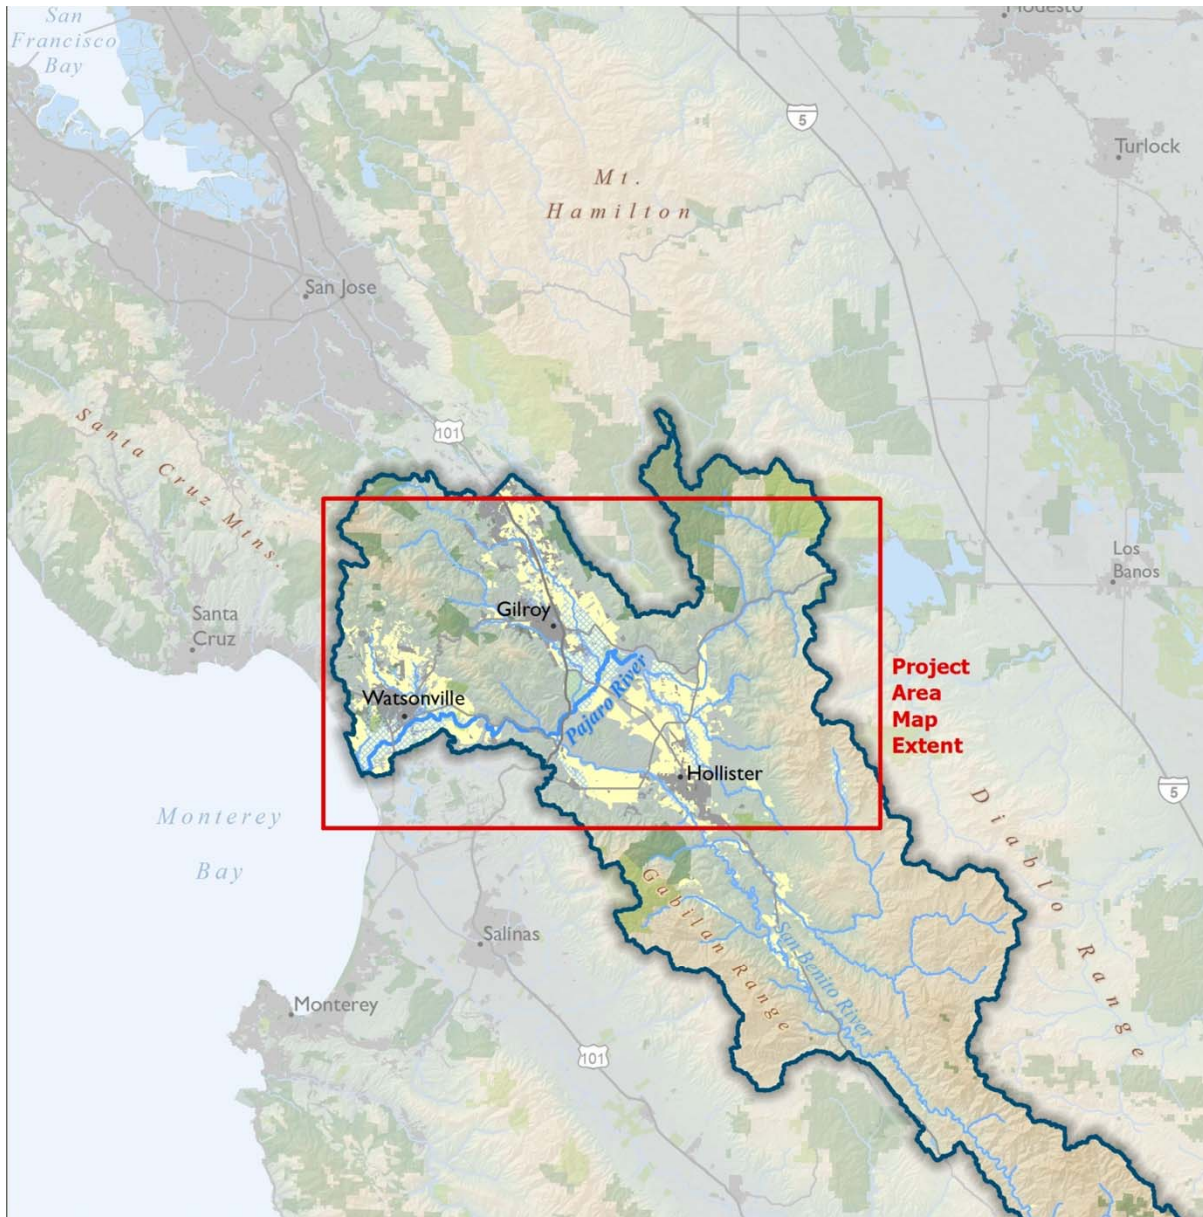 San
Francisco
Bay
Modesto
5
Turlock
Mt.
Hamilton
San Jose
101
Santa Cruz Mtns.
Los
Banos
Santa
Cruz
Gilroy
Pajaro River
Watsonville
Project
Area
Map
Extent
Hollister
5
Monterey
Bay
Diablo Range
Gabilan Range
Salinas
San Benito River
Monterey
101